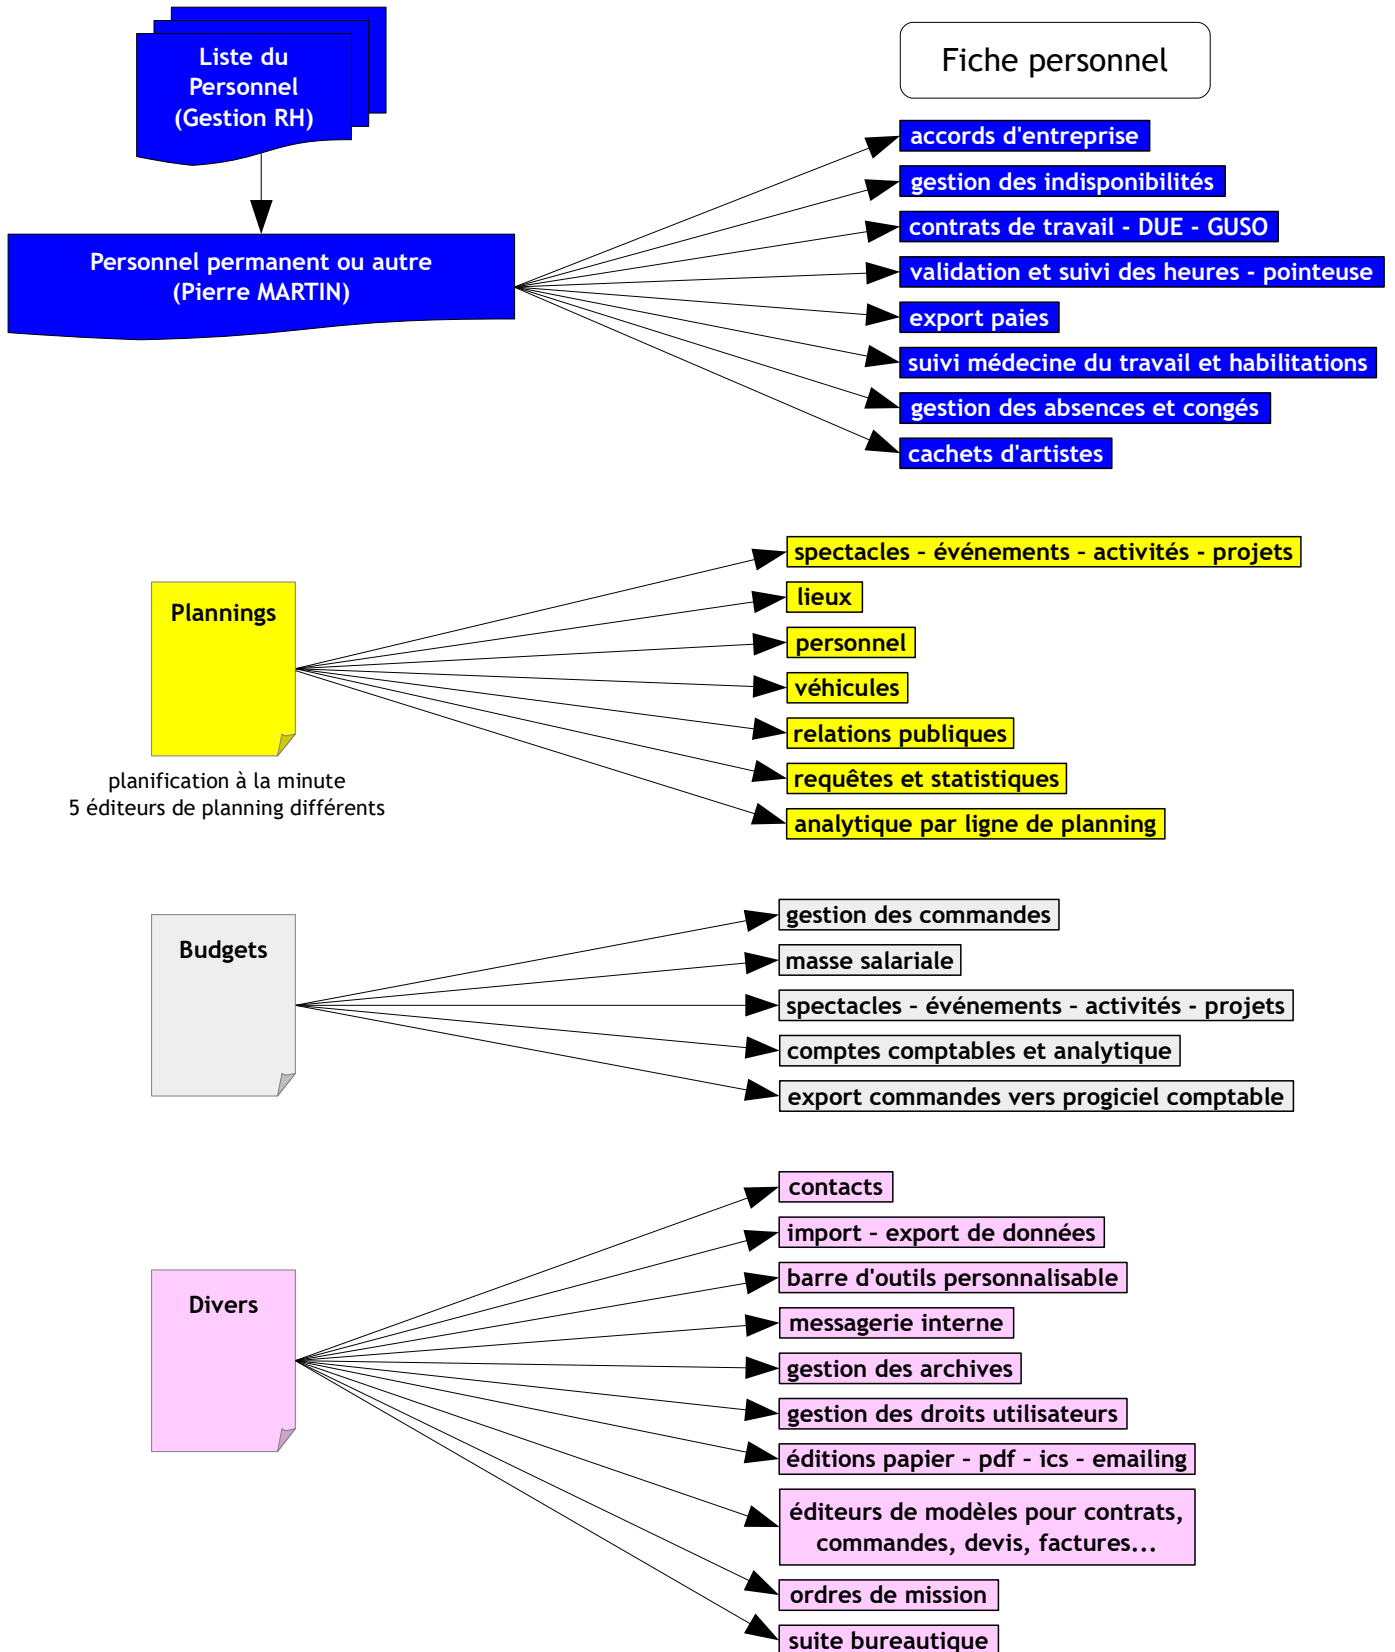 Liste du
Personnel
(Gestion RH)
Fiche personnel
Personnel permanent ou autre
(Pierre MARTIN)
accords d'entreprise
gestion des indisponibilités
contrats de travail - DUE - GUSO
validation et suivi des heures - pointeuse
export paies
suivi médecine du travail et habilitations
gestion des absences et congés
cachets d'artistes
Plannings
planification à la minute
5 éditeurs de planning différents
spectacles – événements – activités - projets
lieux
personnel
véhicules
relations publiques
requêtes et statistiques
analytique par ligne de planning
Budgets
gestion des commandes
masse salariale
spectacles – événements – activités - projets
comptes comptables et analytique
export commandes vers progiciel comptable
Divers
contacts
import – export de données
barre d'outils personnalisable
messagerie interne
gestion des archives
gestion des droits utilisateurs
éditions papier – pdf – ics – emailing
éditeurs de modèles pour contrats,
commandes, devis, factures...
ordres de mission
suite bureautique